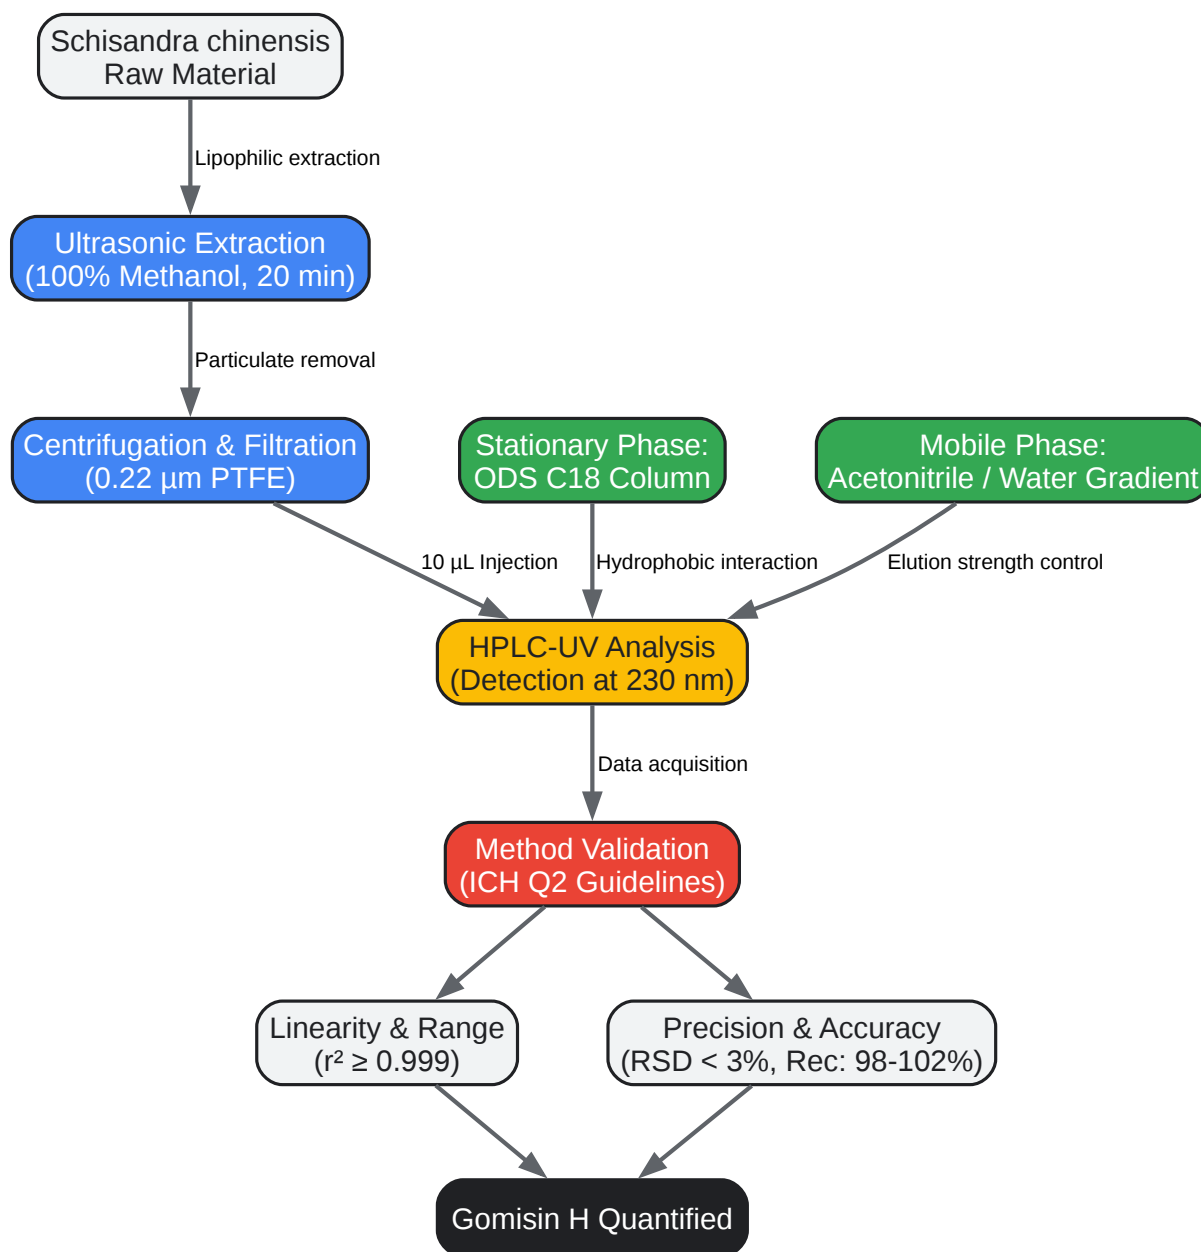 Schisandra chinensis
Raw Material
Lipophilic extraction
Ultrasonic Extraction
(100% Methanol, 20 min)
Particulate removal
Centrifugation & Filtration
(0.22 µm PTFE)
Stationary Phase:
ODS C18 Column
Mobile Phase:
Acetonitrile / Water Gradient
10 µL Injection
Hydrophobic interaction
Elution strength control
HPLC-UV Analysis
(Detection at 230 nm)
Data acquisition
Method Validation
(ICH Q2 Guidelines)
Linearity & Range
(r² ≥ 0.999)
Precision & Accuracy
(RSD < 3%, Rec: 98-102%)
Gomisin H Quantified